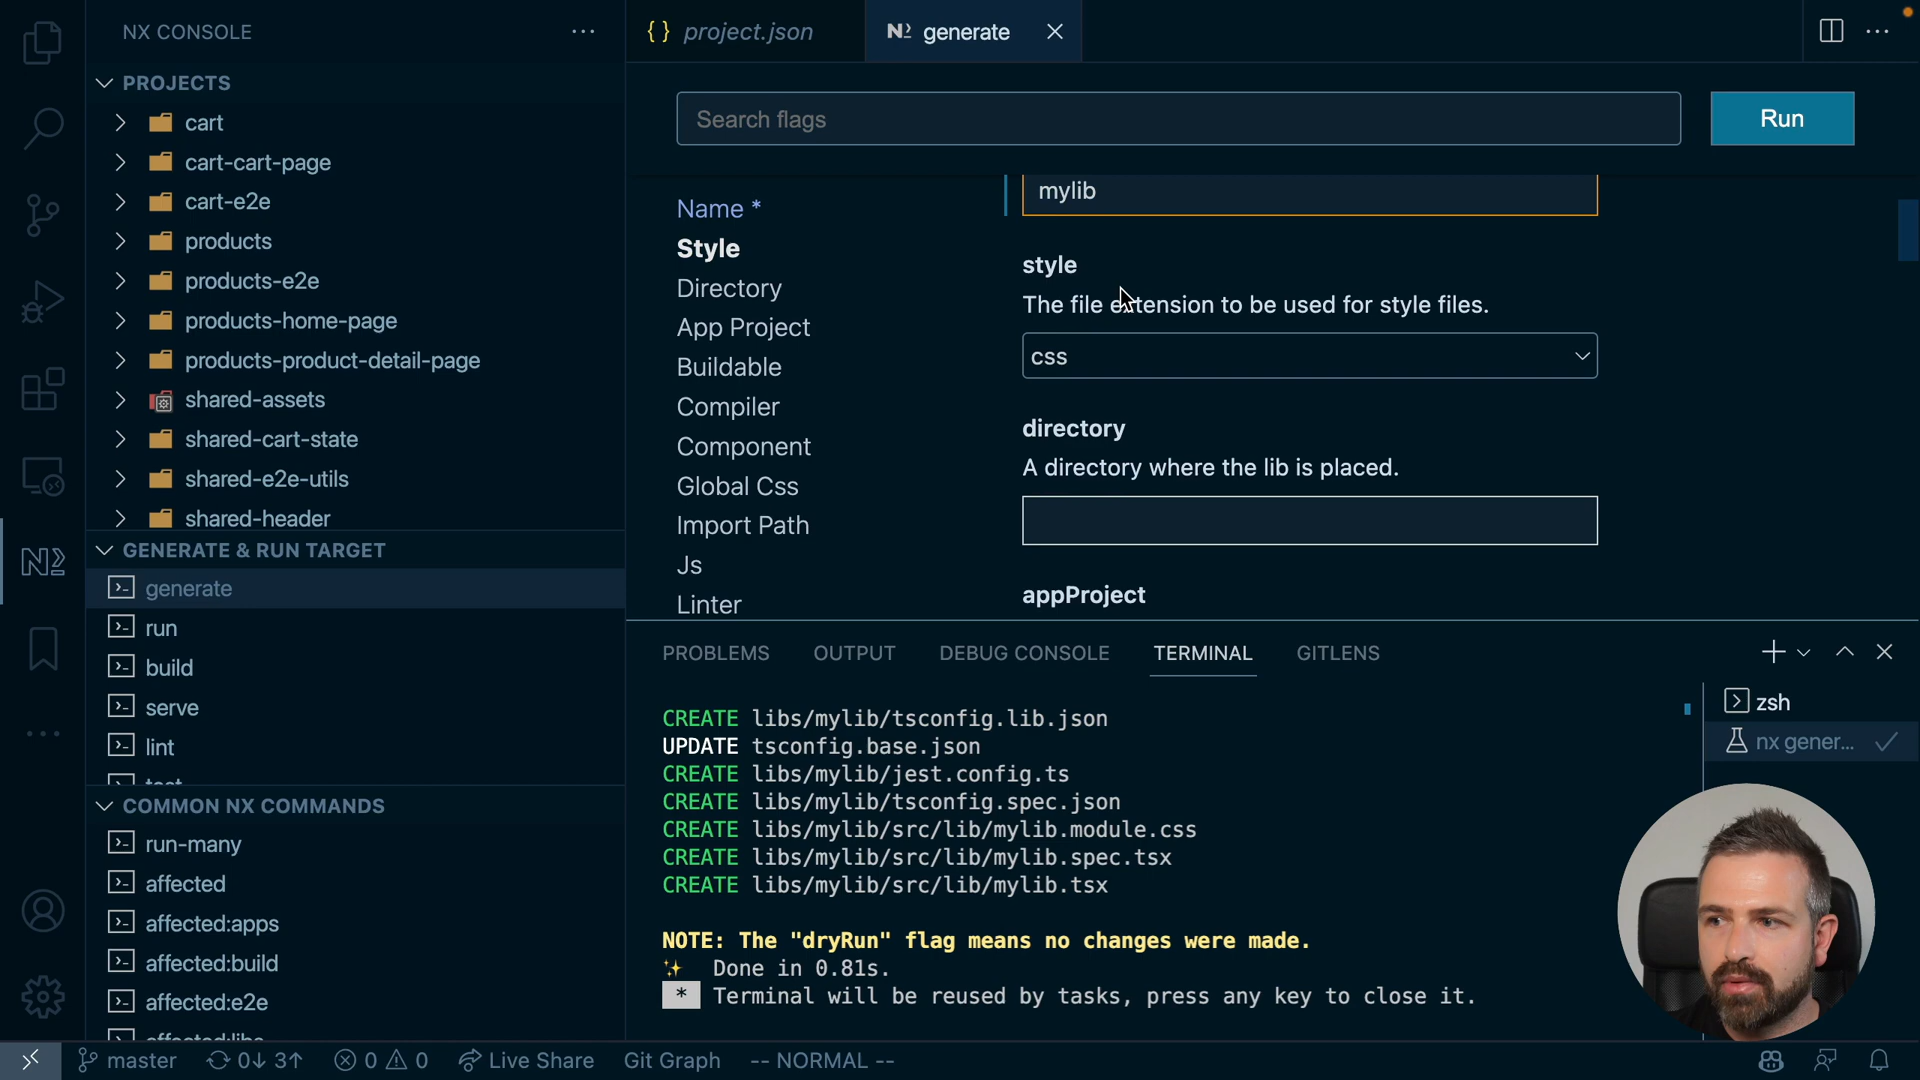 NX CONSOLE
PROJECTS
cart
cart-cart-page
cart-e2e
products
products-e2e
products-home-page
products-product-detail-page
shared-assets
shared-cart-state
shared-e2e-utils
shared-header
GENERATE & RUN TARGET
generate
run
build
serve
lint
COMMON NX COMMANDS
run-many
affected
affected:apps
affected:build
affected:e2e
{ } project.json
generate
Search flags
Run
Name *
Style
Directory
App Project
Buildable
Compiler
Component
Global Css
Import Path
Js
Linter
mylib
style
The file extension to be used for style files.
css
directory
A directory where the lib is placed.
appProject
PROBLEMS OUTPUT DEBUG CONSOLE TERMINAL GITLENS
CREATE libs/mylib/tsconfig.lib.json
UPDATE tsconfig.base.json
CREATE libs/mylib/jest.config.ts
CREATE libs/mylib/tsconfig.spec.json
CREATE libs/mylib/src/lib/mylib.module.css
CREATE libs/mylib/src/lib/mylib.spec.tsx
CREATE libs/mylib/src/lib/mylib.tsx
NOTE: The "dryRun" flag means no changes were made.
✨ Done in 0.81s.
* Terminal will be reused by tasks, press any key to close it.
zsh
nx gener...
master 0↓ 3↑ 0 0 Live Share Git Graph -- NORMAL --